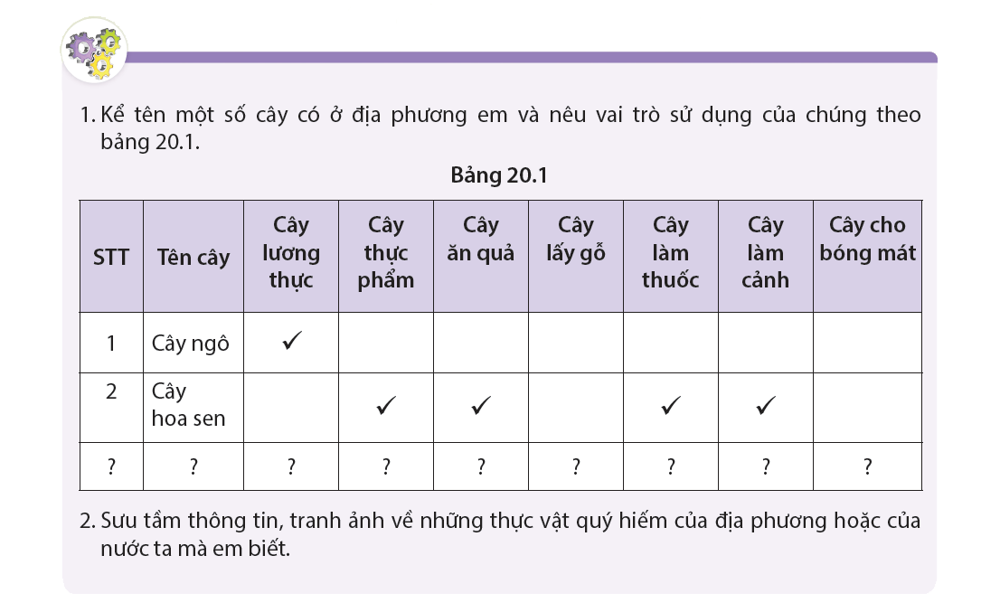 1. Kể tên một số cây có ở địa phương em và nêu vai trò sử dụng của chúng theo
bảng 20.1.
Bảng 20.1
STT Tên cây Cây lương thực Cây thực phẩm Cây ăn quả Cây lấy gỗ Cây làm thuốc Cây làm cảnh Cây cho bóng mát
1 Cây ngô ✓
2 Cây hoa sen ✓ ✓ ✓ ✓
? ? ? ? ? ? ? ? ?
2. Sưu tầm thông tin, tranh ảnh về những thực vật quý hiếm của địa phương hoặc của
nước ta mà em biết.